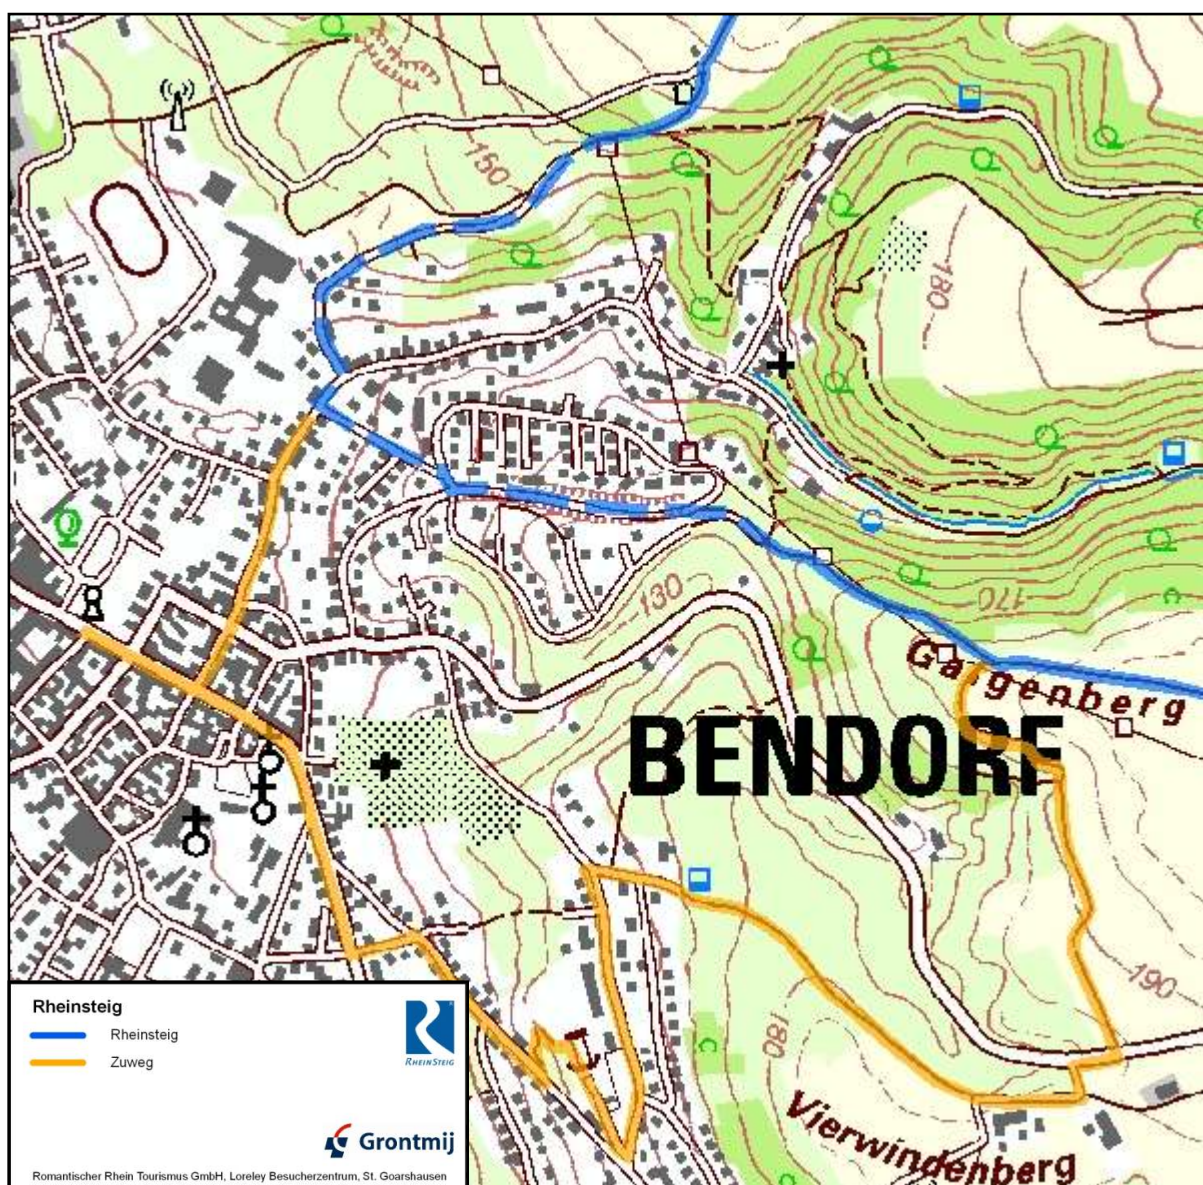 150
180
130
170
Gargenberg
BENDORF
190
180
Vierwindenberg
c
c
Rheinsteig
Rheinsteig
Zuweg
RHEINSTEIG
Grontmij
Romantischer Rhein Tourismus GmbH, Loreley Besucherzentrum, St. Goarshausen